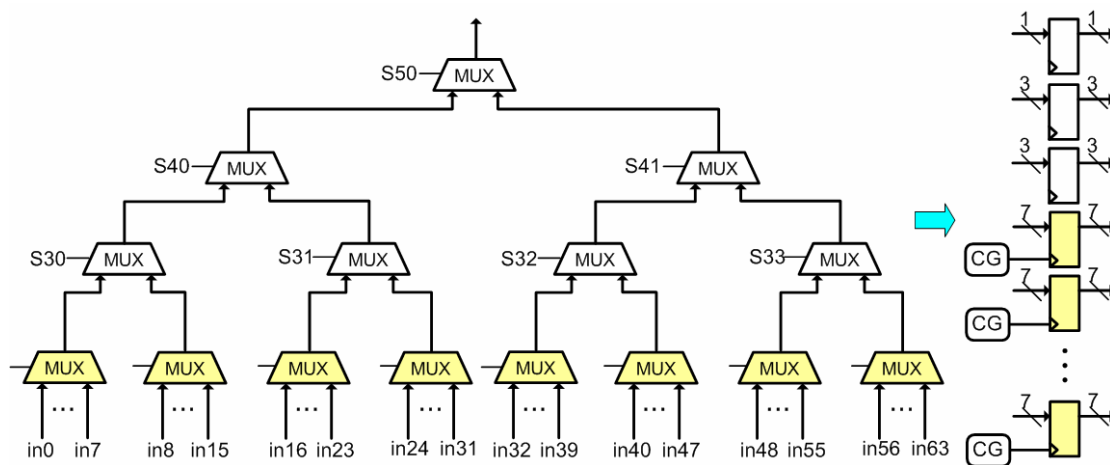 1 1
S50 MUX
3 3
S40 MUX S41 MUX
3 3
7 7
S30 MUX S31 MUX S32 MUX S33 MUX CG
7 7
CG
MUX MUX MUX MUX MUX MUX MUX MUX
... ... ... ... ... ... ... ...
7 7
in0 in7 in8 in15 in16 in23 in24 in31 in32 in39 in40 in47 in48 in55 in56 in63 CG